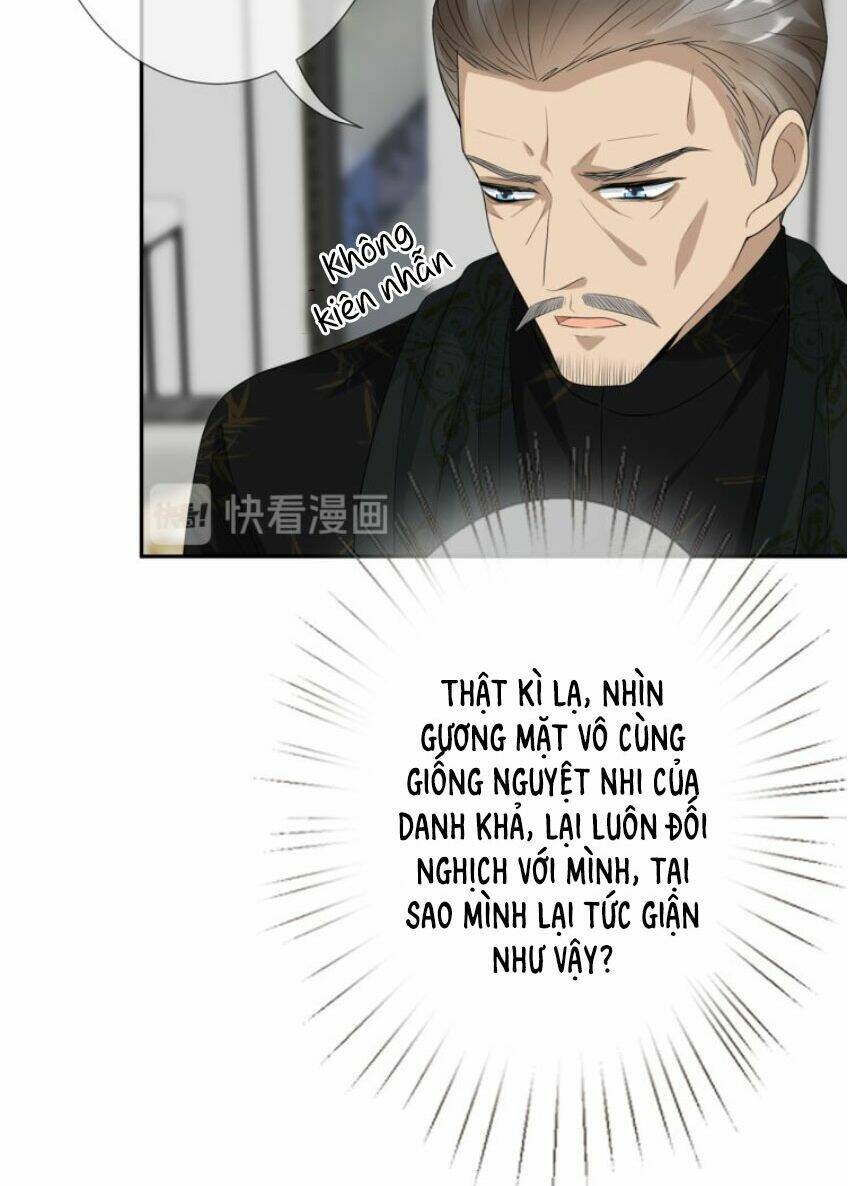 Không
kiên nhẫn
快看漫画
THẬT KÌ LẠ, NHÌN
GƯƠNG MẶT VÔ CÙNG
GIỐNG NGUYỆT NHI CỦA
DANH KHẢ, LẠI LUÔN ĐỐI
NGHỊCH VỚI MÌNH, TẠI
SAO MÌNH LẠI TỨC GIẬN
NHƯ VẬY?